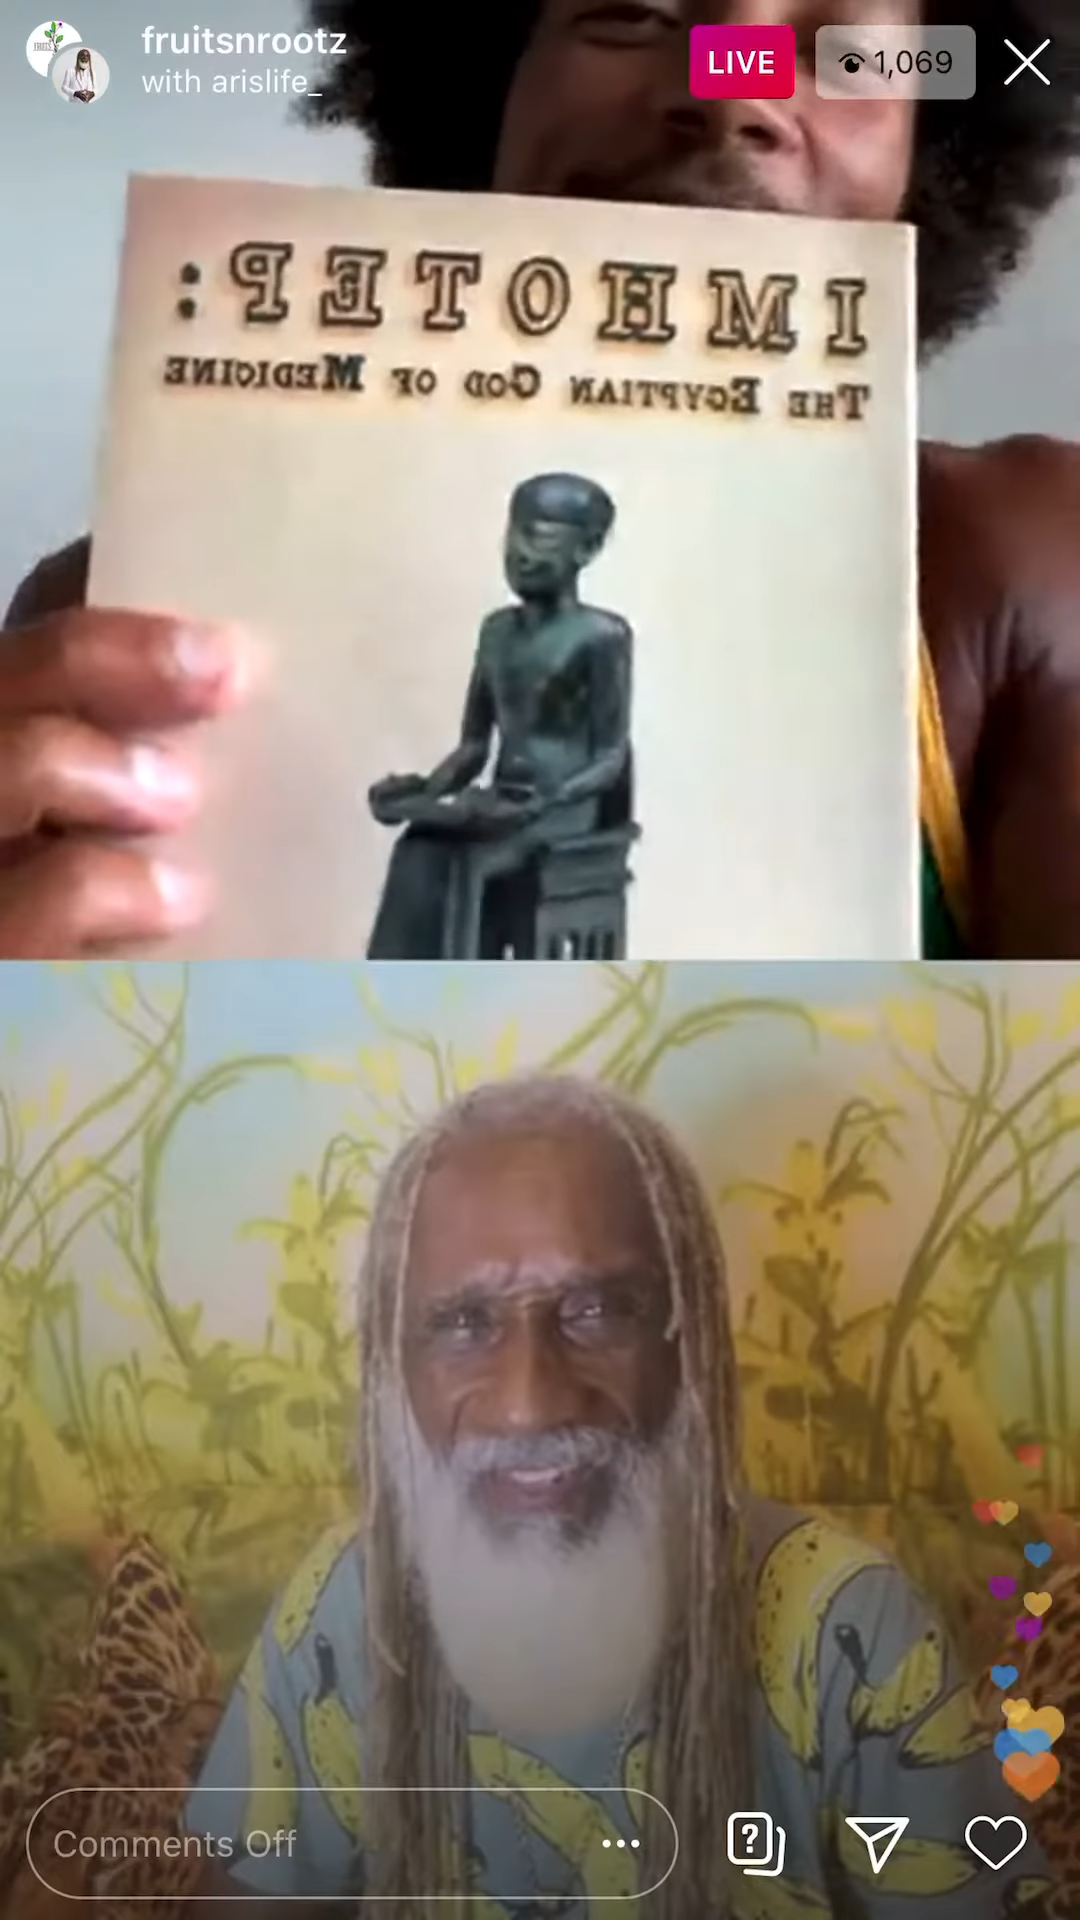 fruitsnrootz
with arislife_
LIVE
1,069
IMHOTEP:
THE EGYPTIAN GOD OF MEDICINE
Comments Off